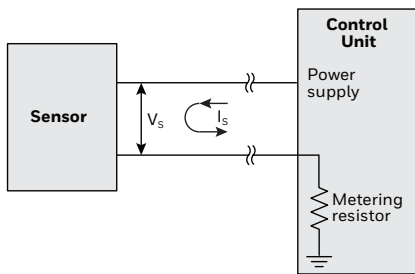 Control
Unit
Power
supply
Sensor
Vs
Is
Metering
resistor